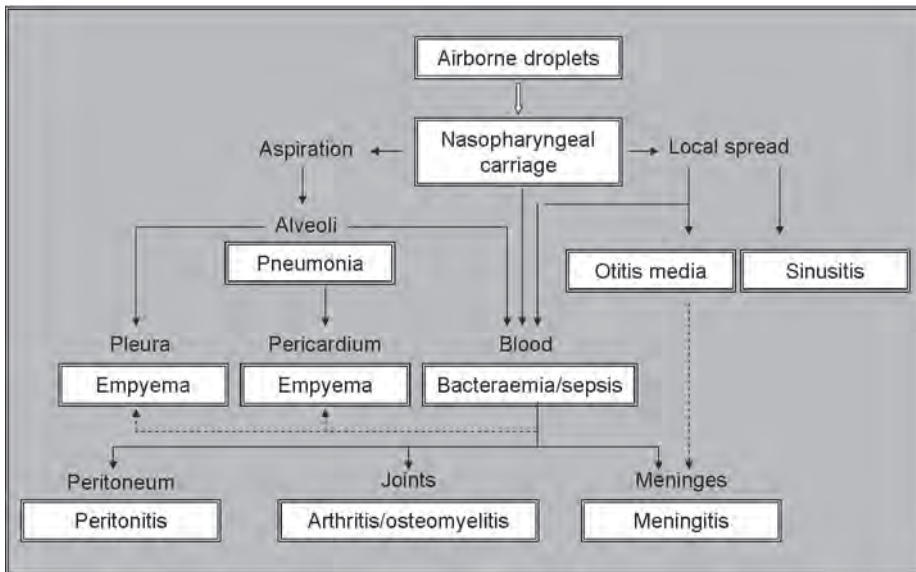 Airborne droplets
Nasopharyngeal
carriage
Aspiration
Local spread
Alveoli
Pneumonia
Otitis media
Sinusitis
Pleura
Pericardium
Blood
Empyema
Empyema
Bacteraemia/sepsis
Peritoneum
Joints
Meninges
Peritonitis
Arthritis/osteomyelitis
Meningitis